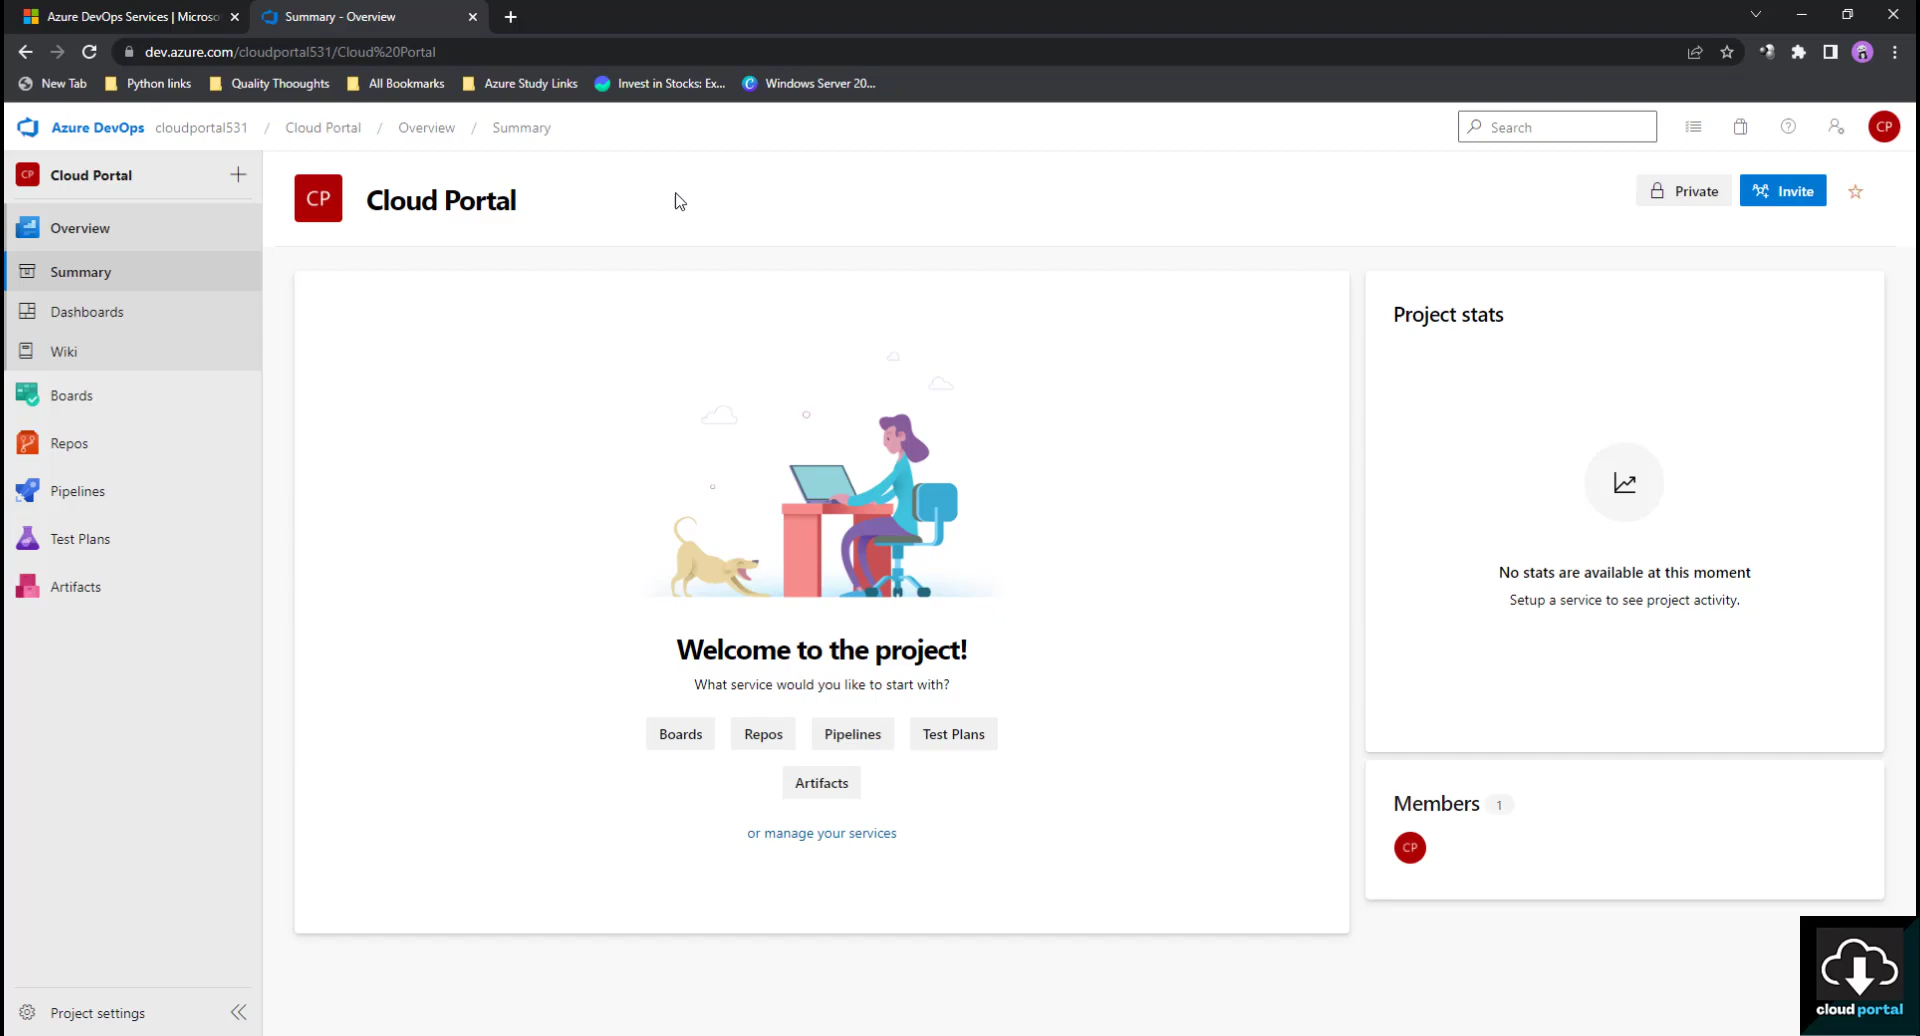 Azure DevOps Services | Microso
Summary - Overview
dev.azure.com/cloudportal531/Cloud%20Portal
New Tab
Python links
Quality Thooughts
All Bookmarks
Azure Study Links
Invest in Stocks: Ex...
Windows Server 20...
Azure DevOps cloudportal531 / Cloud Portal / Overview / Summary
Search
CP
CP Cloud Portal
Overview
Summary
Dashboards
Wiki
Boards
Repos
Pipelines
Test Plans
Artifacts
Project settings
CP Cloud Portal
Private
Invite
Welcome to the project!
What service would you like to start with?
Boards Repos Pipelines Test Plans
Artifacts
or manage your services
Project stats
No stats are available at this moment
Setup a service to see project activity.
Members 1
CP
cloud portal